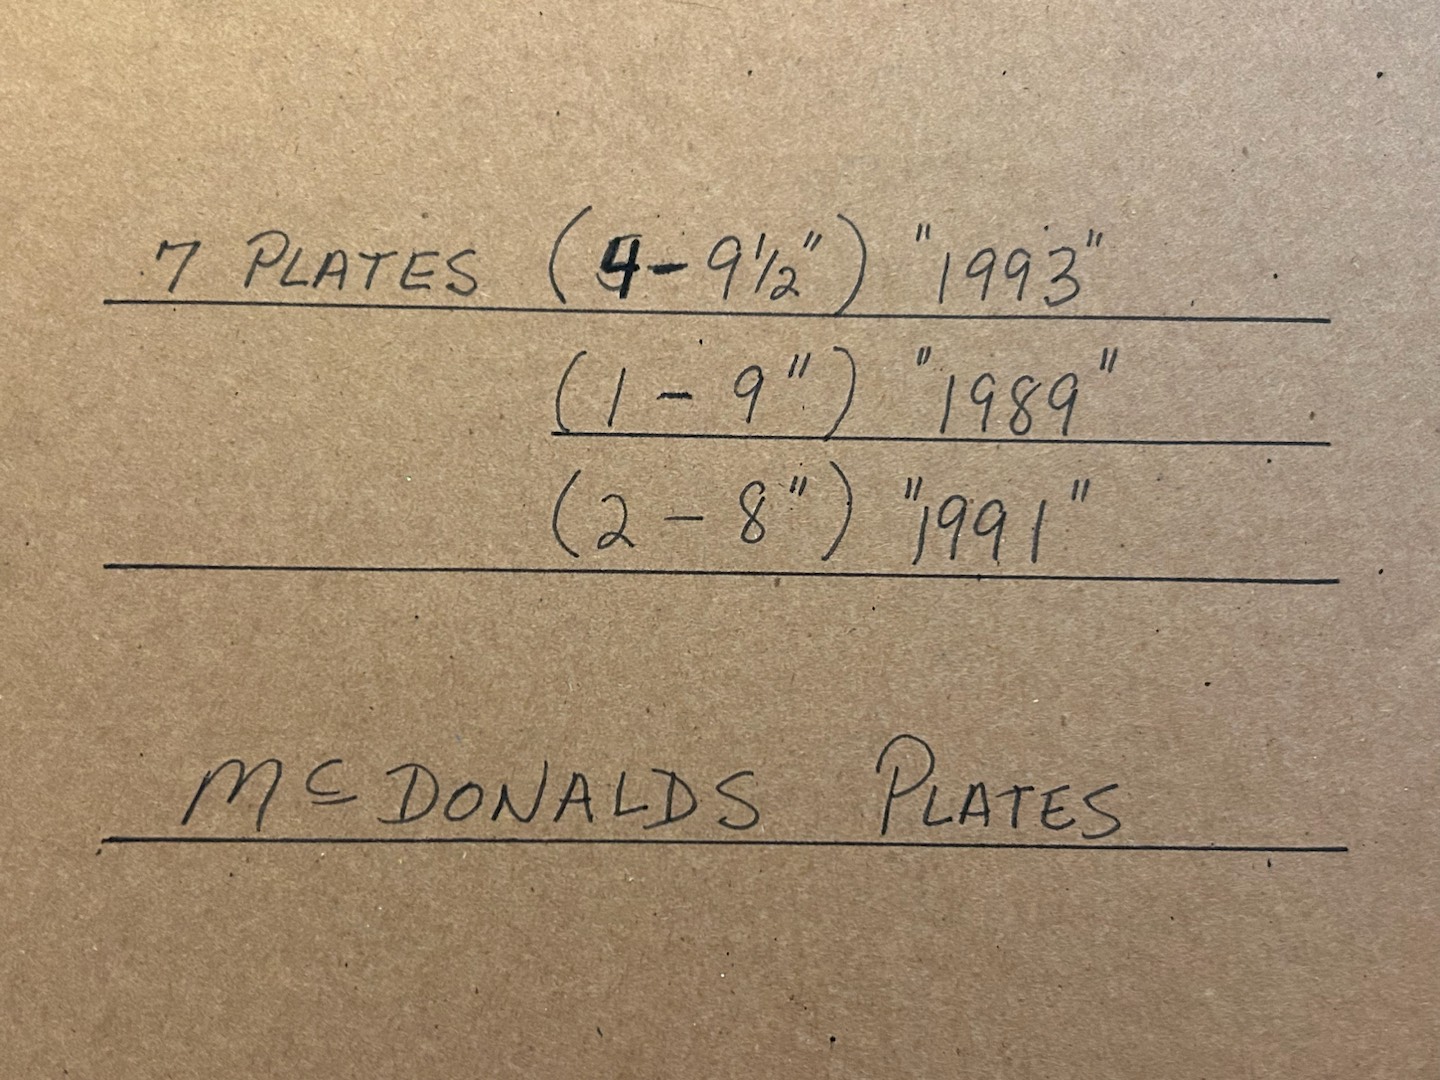 7 PLATES (4-9½") "1993"
(1 - 9") "1989"
(2 - 8") "1991"
McDONALDS PLATES